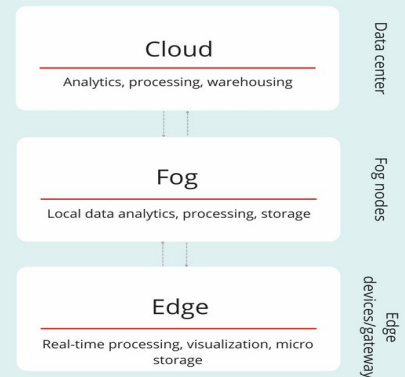 Cloud
Analytics, processing, warehousing
Data center
Fog
Local data analytics, processing, storage
Fog nodes
Edge
Real-time processing, visualization, micro
storage
Edge
devices/gateway